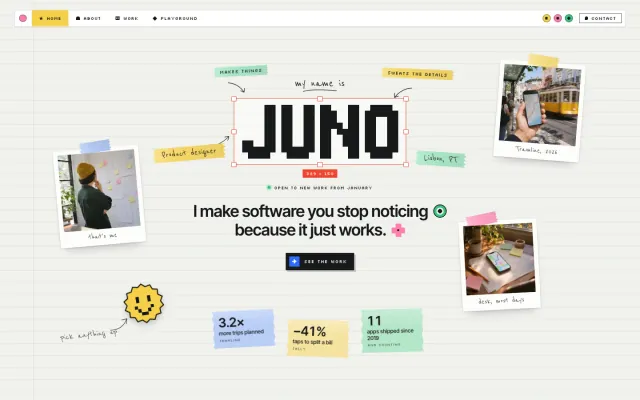 HOME
ABOUT
WORK
PLAYGROUND
CONTACT
MAKES THINGS
SWEATS THE DETAILS
my name is
JUNO
Product designer
Lisbon, PT
OPEN TO NEW WORK FROM JANUARY
I make software you stop noticing
because it just works.
SEE THE WORK
that's me
Tramline, 2026
desk, most days
pick anything up
3.2×
more trips planned
TRAMLINE
−41%
taps to split a bill
11
apps shipped since
2019